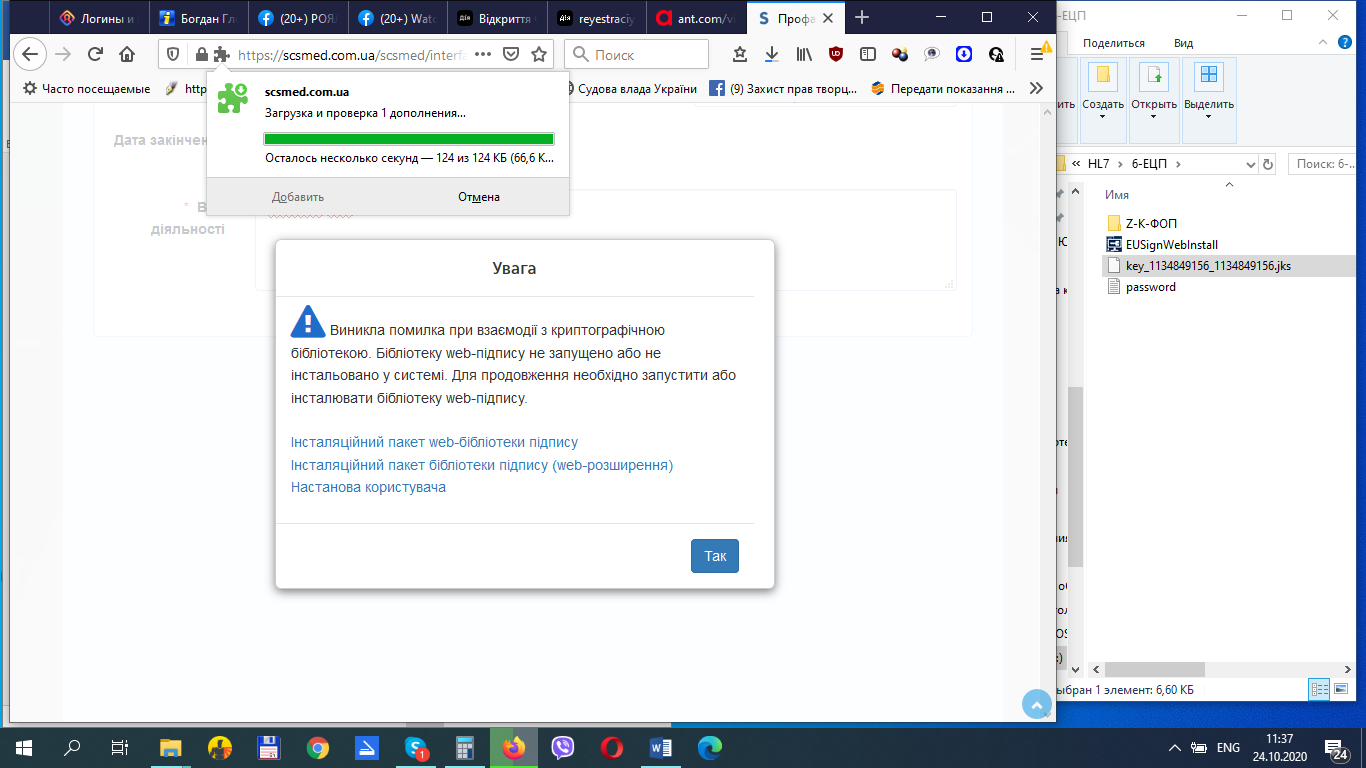 Логины и
Богдан Гл
(20+) РОЯ
(20+) Wat
Відкриття
reyestraciy
ant.com/vi
Профа
6-ЕЦП
https://scsmed.com.ua/scsmed/interfa
Поиск
Поделиться
Вид
Часто посещаемые
http
Судова влада України
(9) Захист прав творц...
Передати показання ...
ить
Создать
Открыть
Выделить
scsmed.com.ua
Загрузка и проверка 1 дополнения...
Осталось несколько секунд — 124 из 124 КБ (66,6 К...
Добавить
Отмена
Дата закінчен
* В
діяльності
« HL7 › 6-ЕЦП ›
Поиск: 6-...
Имя
Z-К-ФОП
EUSignWebInstall
key_1134849156_1134849156.jks
password
Увага
Виникла помилка при взаємодії з криптографічною
бібліотекою. Бібліотеку web-підпису не запущено або не
інстальовано у системі. Для продовження необхідно запустити або
інсталювати бібліотеку web-підпису.
Інсталяційний пакет web-бібліотеки підпису
Інсталяційний пакет бібліотеки підпису (web-розширення)
Настанова користувача
Так
ыбран 1 элемент: 6,60 КБ
1
ENG
11:37
24.10.2020
24